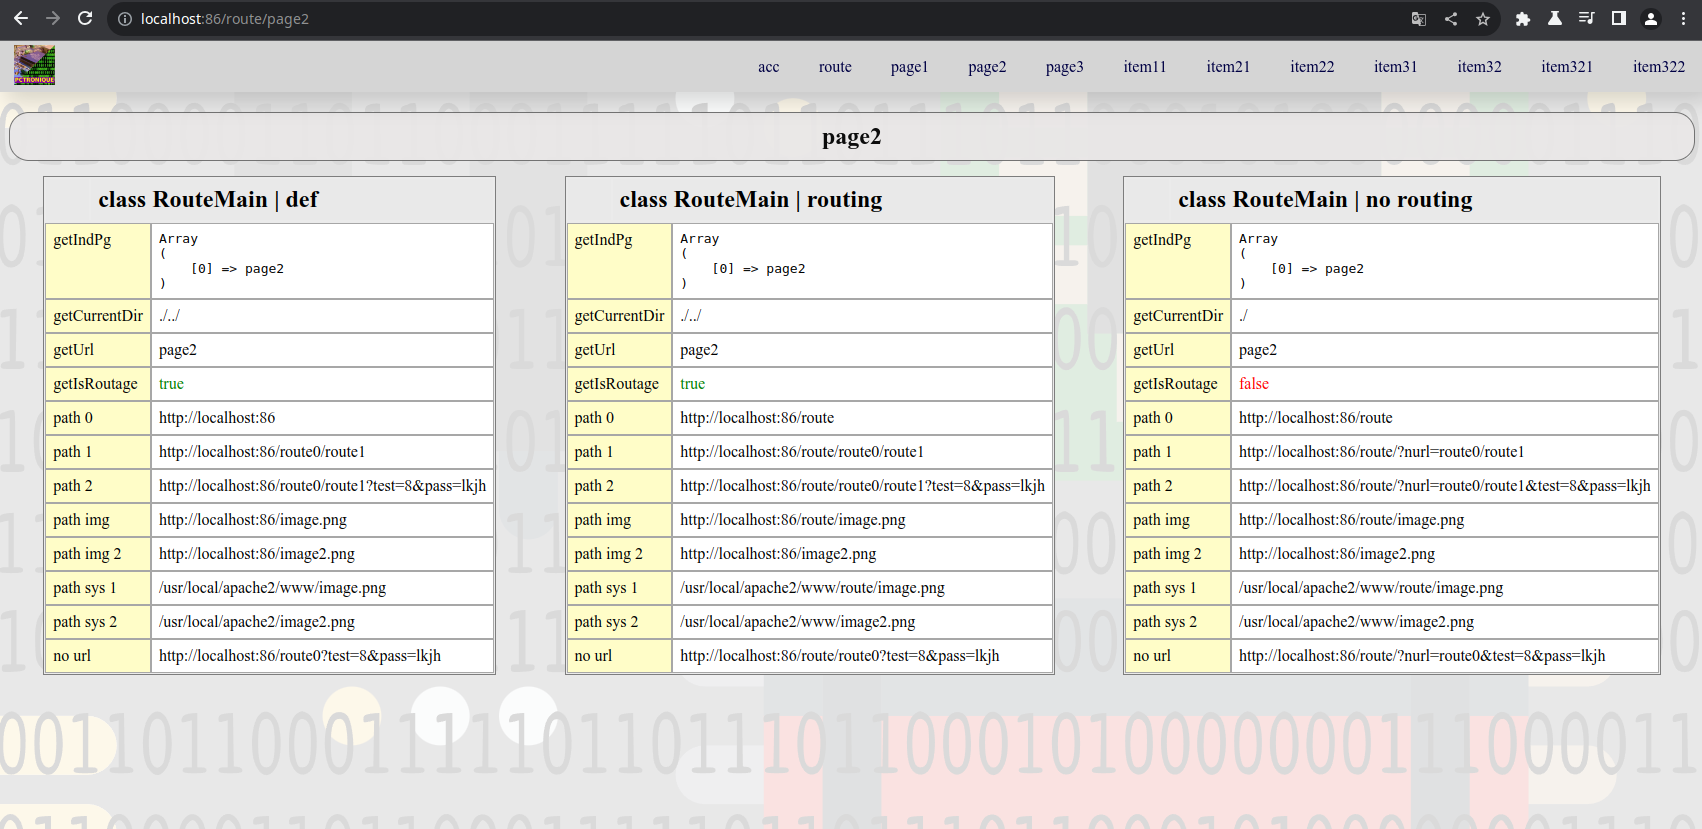 localhost:86/route/page2
PCTRONIQUE
acc route page1 page2 page3 item11 item21 item22 item31 item32 item321 item322
page2
class RouteMain | def
getIndPg Array
(
[0] => page2
)
getCurrentDir ./../
getUrl page2
getIsRoutage true
path 0 http://localhost:86
path 1 http://localhost:86/route0/route1
path 2 http://localhost:86/route0/route1?test=8&pass=lkjh
path img http://localhost:86/image.png
path img 2 http://localhost:86/image2.png
path sys 1 /usr/local/apache2/www/image.png
path sys 2 /usr/local/apache2/image2.png
no url http://localhost:86/route0?test=8&pass=lkjh
class RouteMain | routing
getIndPg Array
(
[0] => page2
)
getCurrentDir ./../
getUrl page2
getIsRoutage true
path 0 http://localhost:86/route
path 1 http://localhost:86/route/route0/route1
path 2 http://localhost:86/route/route0/route1?test=8&pass=lkjh
path img http://localhost:86/route/image.png
path img 2 http://localhost:86/image2.png
path sys 1 /usr/local/apache2/www/route/image.png
path sys 2 /usr/local/apache2/www/image2.png
no url http://localhost:86/route/route0?test=8&pass=lkjh
class RouteMain | no routing
getIndPg Array
(
[0] => page2
)
getCurrentDir ./
getUrl page2
getIsRoutage false
path 0 http://localhost:86/route
path 1 http://localhost:86/route/?nurl=route0/route1
path 2 http://localhost:86/route/?nurl=route0/route1&test=8&pass=lkjh
path img http://localhost:86/route/image.png
path img 2 http://localhost:86/image2.png
path sys 1 /usr/local/apache2/www/route/image.png
path sys 2 /usr/local/apache2/www/image2.png
no url http://localhost:86/route/?nurl=route0&test=8&pass=lkjh